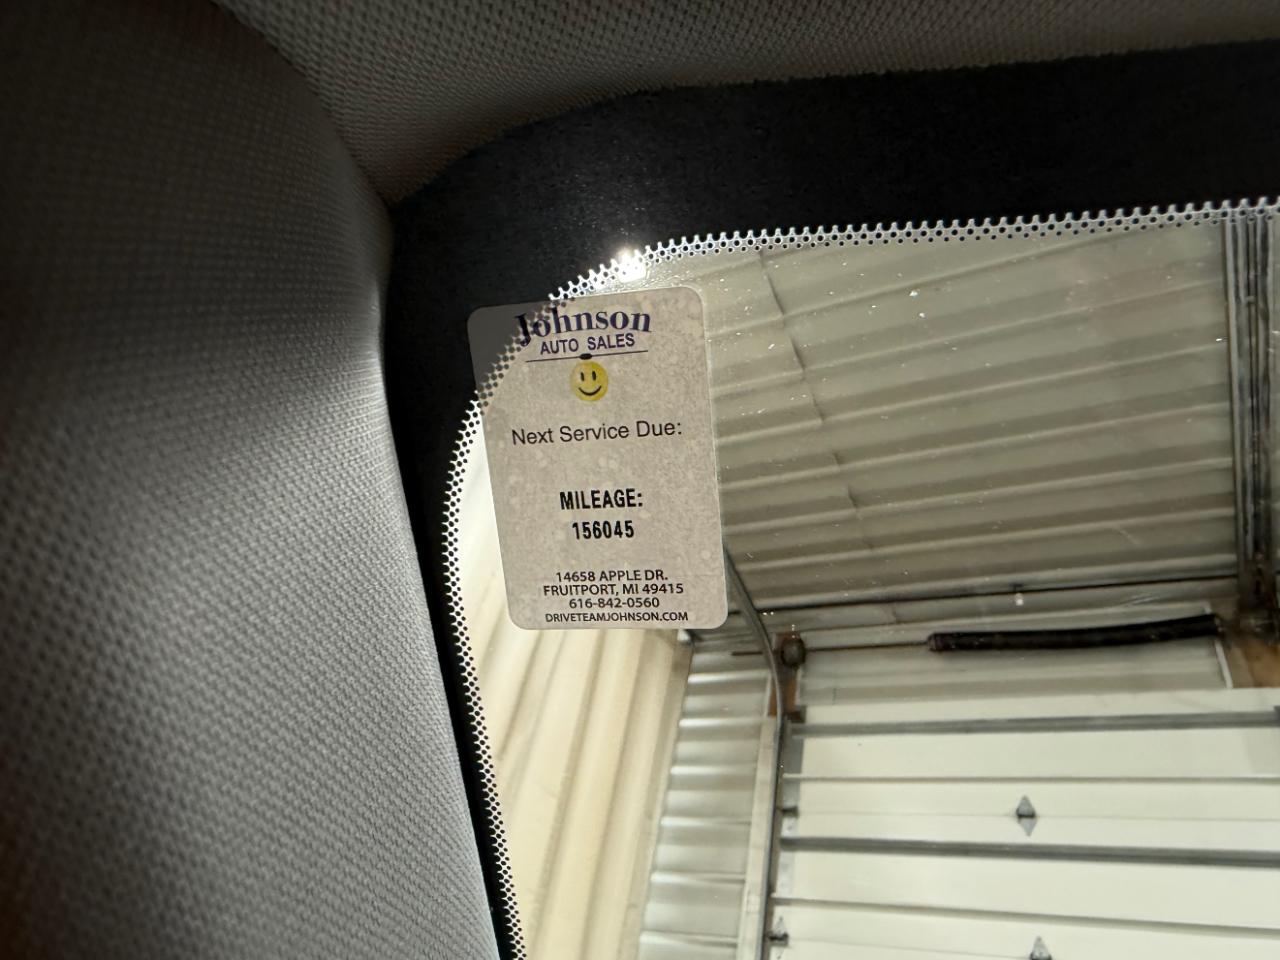 Johnson
AUTO SALES
Next Service Due:
MILEAGE:
156045
14658 APPLE DR.
FRUITPORT, MI 49415
616-842-0560
DRIVETEAMJOHNSON.COM